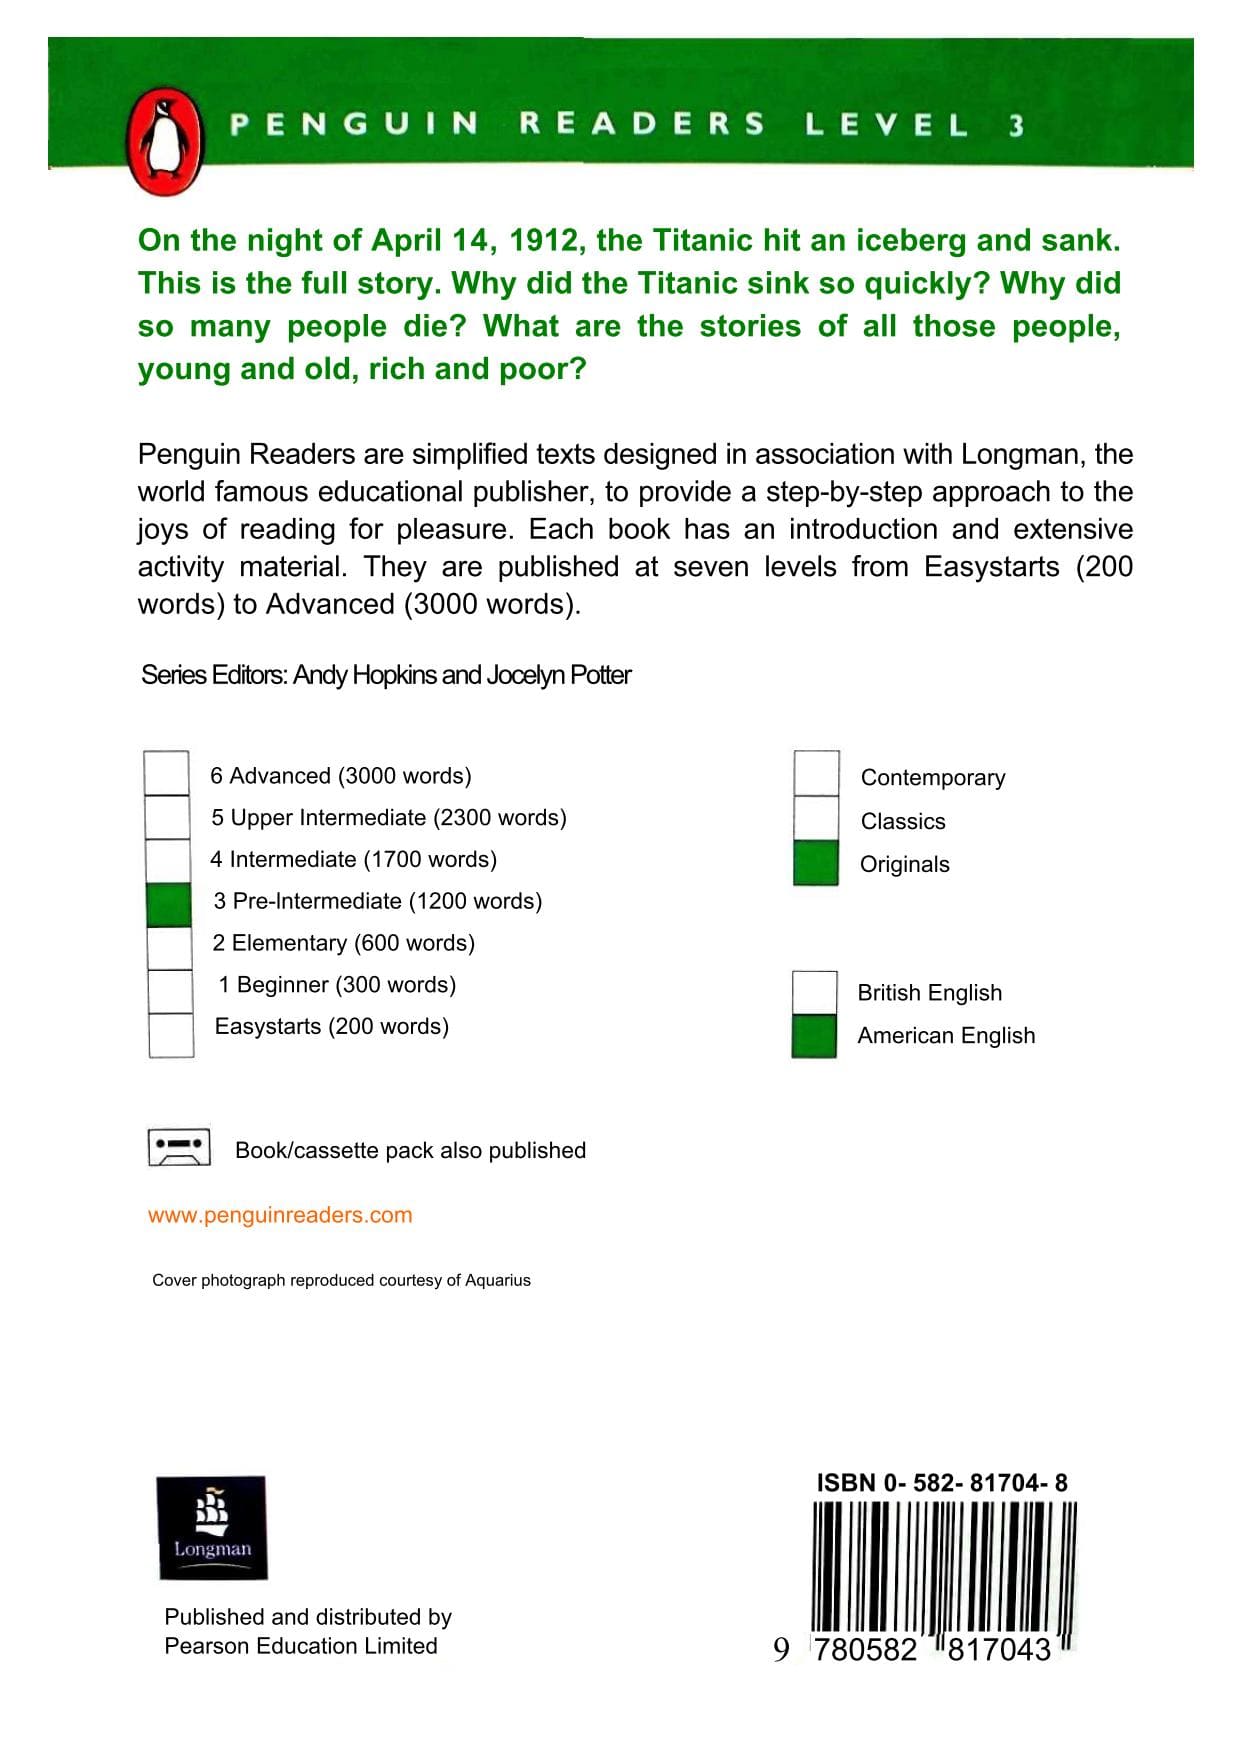 PENGUIN READERS LEVEL 3
On the night of April 14, 1912, the Titanic hit an iceberg and sank.
This is the full story. Why did the Titanic sink so quickly? Why did
so many people die? What are the stories of all those people,
young and old, rich and poor?
Penguin Readers are simplified texts designed in association with Longman, the
world famous educational publisher, to provide a step-by-step approach to the
joys of reading for pleasure. Each book has an introduction and extensive
activity material. They are published at seven levels from Easystarts (200
words) to Advanced (3000 words).
Series Editors: Andy Hopkins and Jocelyn Potter
6 Advanced (3000 words)
5 Upper Intermediate (2300 words)
4 Intermediate (1700 words)
3 Pre-Intermediate (1200 words)
2 Elementary (600 words)
1 Beginner (300 words)
Easystarts (200 words)
Contemporary
Classics
Originals
British English
American English
Book/cassette pack also published
www.penguinreaders.com
Cover photograph reproduced courtesy of Aquarius
Longman
Published and distributed by
Pearson Education Limited
ISBN 0- 582- 81704- 8
9 780582 817043